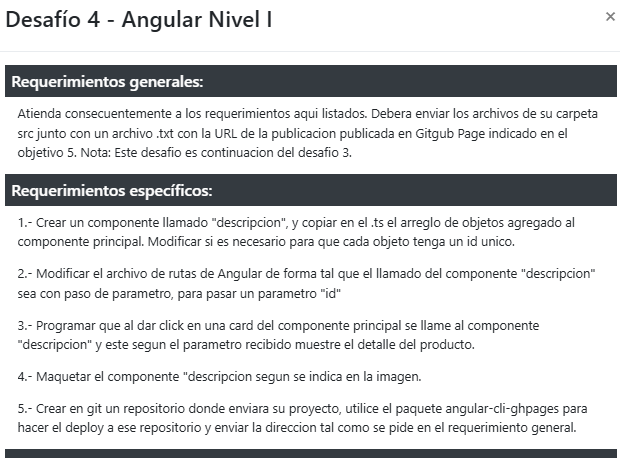 Desafío 4 - Angular Nivel I
×
Requerimientos generales:
Atienda consecuentemente a los requerimientos aqui listados. Debera enviar los archivos de su carpeta
src junto con un archivo .txt con la URL de la publicacion publicada en Gitgub Page indicado en el
objetivo 5. Nota: Este desafio es continuacion del desafio 3.
Requerimientos específicos:
1.- Crear un componente llamado "descripcion", y copiar en el .ts el arreglo de objetos agregado al
componente principal. Modificar si es necesario para que cada objeto tenga un id unico.
2.- Modificar el archivo de rutas de Angular de forma tal que el llamado del componente "descripcion"
sea con paso de parametro, para pasar un parametro "id"
3.- Programar que al dar click en una card del componente principal se llame al componente
"descripcion" y este segun el parametro recibido muestre el detalle del producto.
4.- Maquetar el componente "descripcion segun se indica en la imagen.
5.- Crear en git un repositorio donde enviara su proyecto, utilice el paquete angular-cli-ghpages para
hacer el deploy a ese repositorio y enviar la direccion tal como se pide en el requerimiento general.